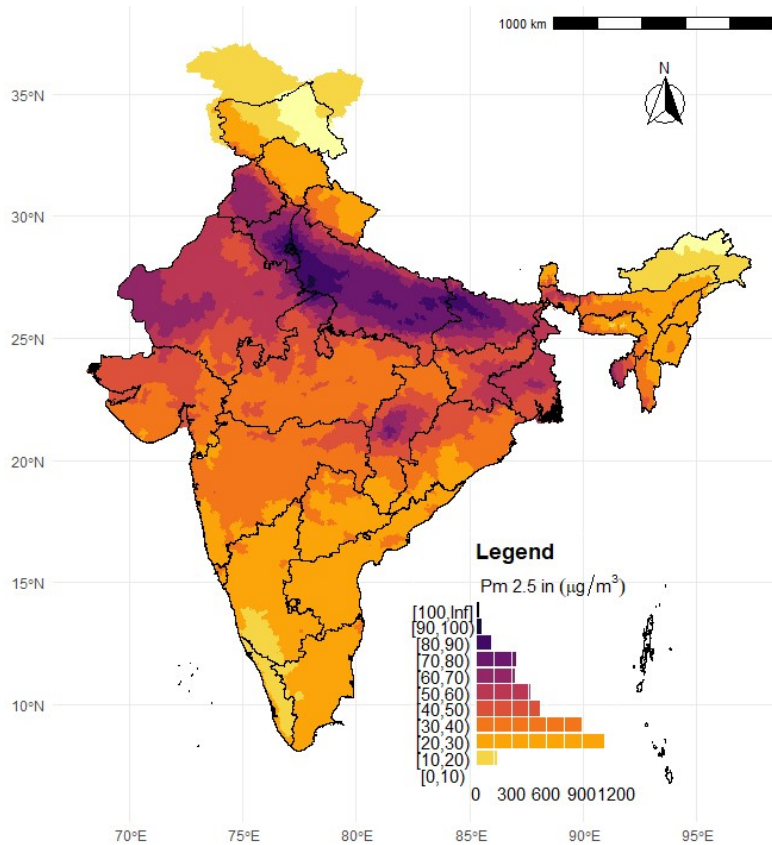 1000 km
N
35°N
30°N
25°N
20°N
15°N
10°N
Legend
Pm 2.5 in (μg/m³)
[100,Inf]
[90,100)
[80,90)
[70,80)
[60,70)
[50,60)
[40,50)
[30,40)
[20,30)
[10,20)
[0,10)
0 300 600 900 1200
70°E 75°E 80°E 85°E 90°E 95°E